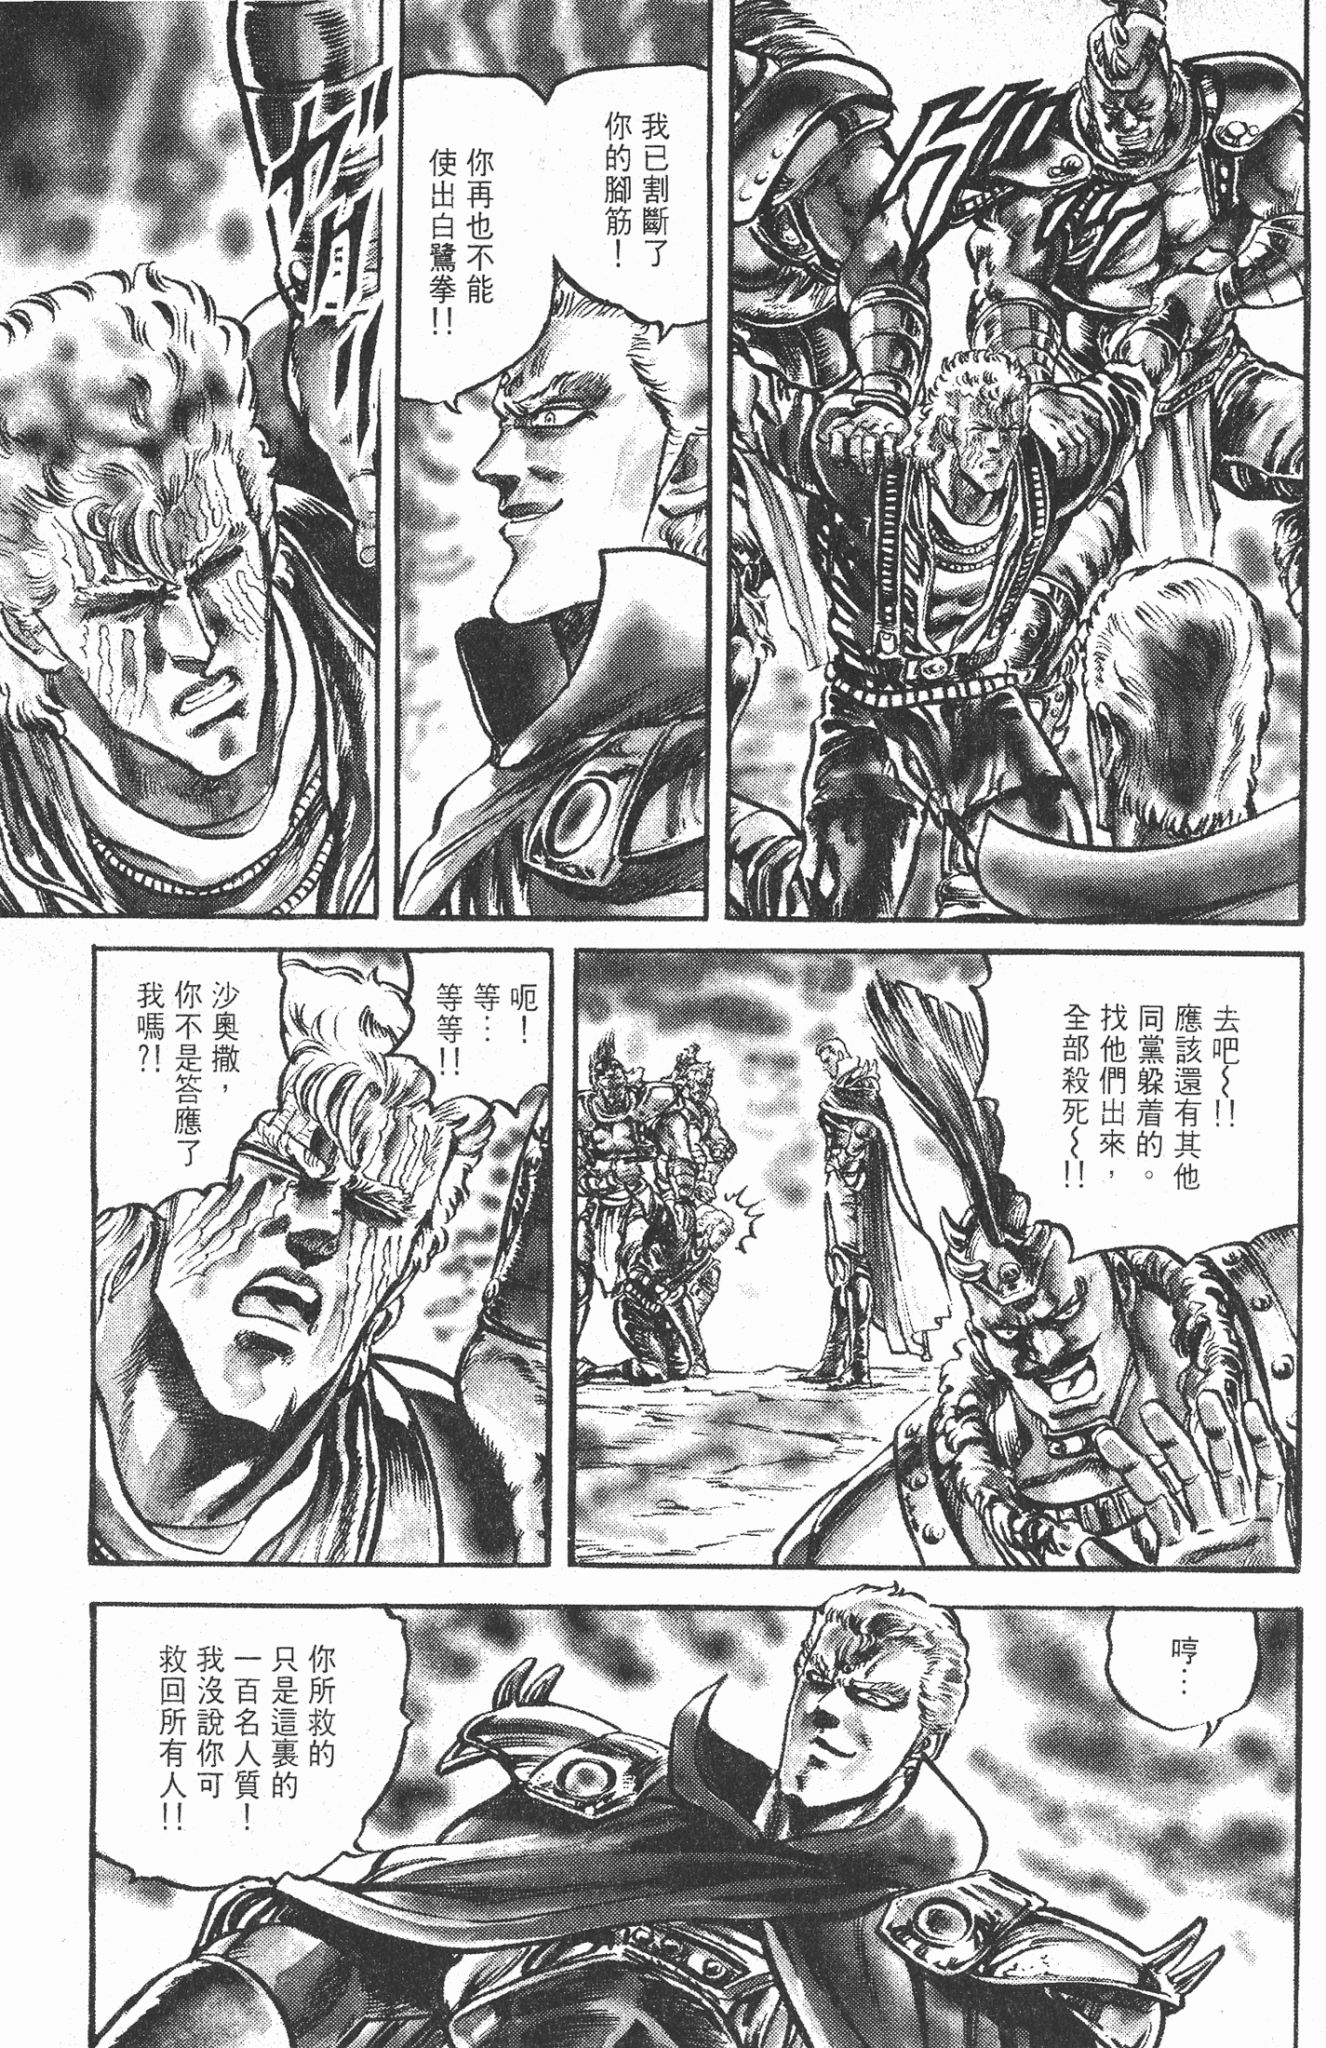 ガッ
ガッ
我已割斷了
你的腳筋！
你再也不能
使出白鷺拳!!
去吧～!!
應該還有其他
同黨躲着的。
找他們出來，
全部殺死～!!
呃！
等…
等等!!
沙奧撒，
你不是答應了
我嗎?!
哼…
你所救的
只是這裏的
一百名人質！
我沒說你可
救回所有人!!